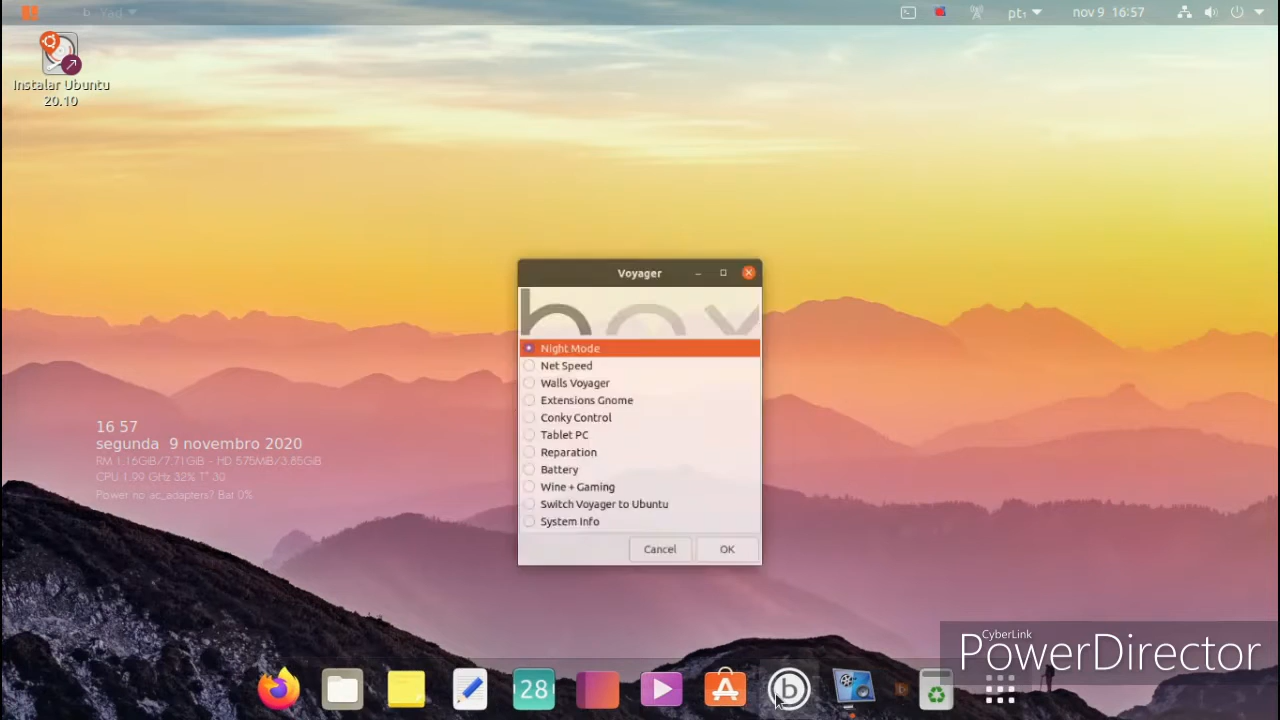 b Yad
pt₁
nov 9 16:57
Instalar Ubuntu
20.10
Voyager
box
Night Mode
Net Speed
Walls Voyager
Extensions Gnome
Conky Control
Tablet PC
Reparation
Battery
Wine + Gaming
Switch Voyager to Ubuntu
System Info
Cancel
OK
16 57
segunda 9 novembro 2020
RM 1.16GiB/7.71GiB - HD 575MiB/3.85GiB
CPU 1.99 GHz 32% T° 30
Power no ac_adapters? Bat 0%
CyberLink
PowerDirector
28
b